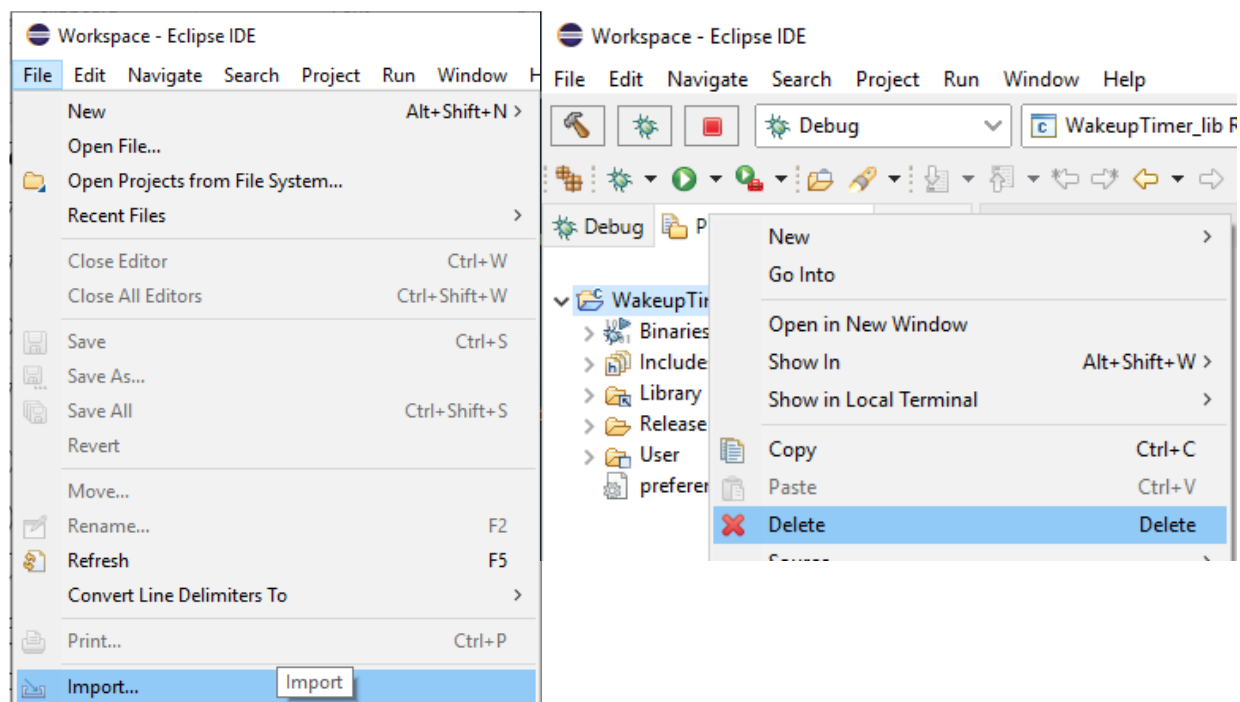 Workspace - Eclipse IDE
File Edit Navigate Search Project Run Window
New Alt+Shift+N >
Open File...
Open Projects from File System...
Recent Files >
Close Editor Ctrl+W
Close All Editors Ctrl+Shift+W
Save Ctrl+S
Save As...
Save All Ctrl+Shift+S
Revert
Move...
Rename... F2
Refresh F5
Convert Line Delimiters To >
Print... Ctrl+P
Import... Import
Workspace - Eclipse IDE
File Edit Navigate Search Project Run Window Help
Debug WakeupTimer_lib R
Debug P
WakeupTi
Binaries
Include
Library
Release
User
prefere
New >
Go Into
Open in New Window
Show In Alt+Shift+W >
Show in Local Terminal >
Copy Ctrl+C
Paste Ctrl+V
Delete Delete